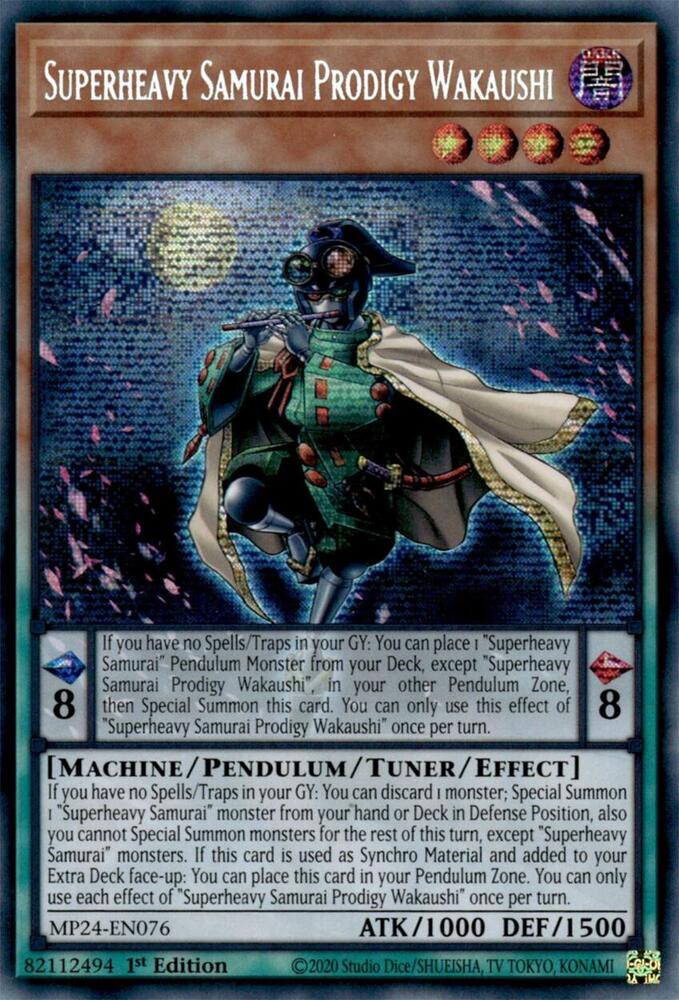 SUPERHEAVY SAMURAI PRODIGY WAKAUSHI
DARK
闇
If you have no Spells/Traps in your GY: You can place 1 "Superheavy
Samurai" Pendulum Monster from your Deck, except "Superheavy
Samurai Prodigy Wakaushi", in your other Pendulum Zone,
then Special Summon this card. You can only use this effect of
"Superheavy Samurai Prodigy Wakaushi" once per turn.
8
8
[MACHINE/PENDULUM/TUNER/EFFECT]
If you have no Spells/Traps in your GY: You can discard 1 monster; Special Summon
1 "Superheavy Samurai" monster from your hand or Deck in Defense Position, also
you cannot Special Summon monsters for the rest of this turn, except "Superheavy
Samurai" monsters. If this card is used as Synchro Material and added to your
Extra Deck face-up: You can place this card in your Pendulum Zone. You can only
use each effect of "Superheavy Samurai Prodigy Wakaushi" once per turn.
MP24-EN076
ATK/1000 DEF/1500
82112494 1st Edition
©2020 Studio Dice/SHUEISHA, TV TOKYO, KONAMI